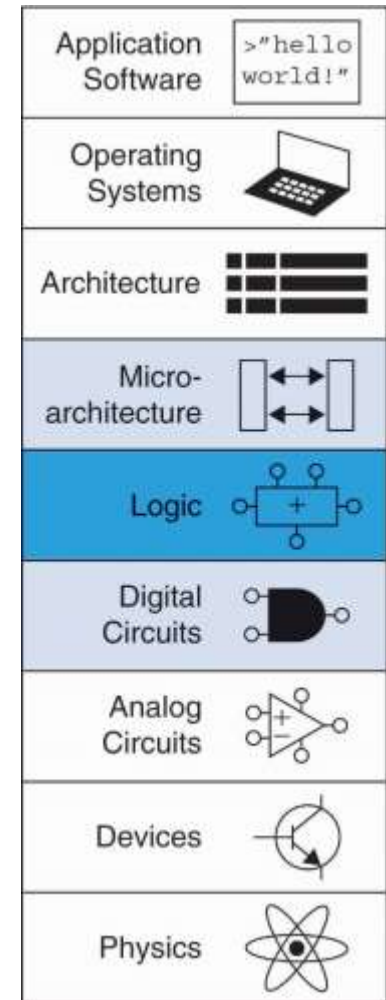 Application
Software
>"hello
world!"
Operating
Systems
Architecture
Micro-
architecture
Logic
+
Digital
Circuits
Analog
Circuits
+
−
Devices
Physics